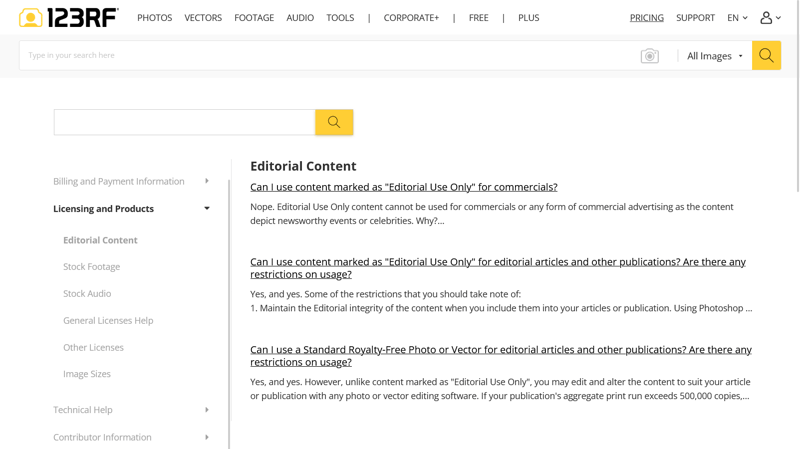 123RF
PHOTOS VECTORS FOOTAGE AUDIO TOOLS | CORPORATE+ | FREE | PLUS PRICING SUPPORT EN
Type in your search here All Images
Billing and Payment Information
Licensing and Products
Editorial Content
Stock Footage
Stock Audio
General Licenses Help
Other Licenses
Image Sizes
Technical Help
Contributor Information
Editorial Content
Can I use content marked as "Editorial Use Only" for commercials?
Nope. Editorial Use Only content cannot be used for commercials or any form of commercial advertising as the content
depict newsworthy events or celebrities. Why?...
Can I use content marked as "Editorial Use Only" for editorial articles and other publications? Are there any
restrictions on usage?
Yes, and yes. Some of the restrictions that you should take note of:
1. Maintain the Editorial integrity of the content when you include them into your articles or publication. Using Photoshop ...
Can I use a Standard Royalty-Free Photo or Vector for editorial articles and other publications? Are there any
restrictions on usage?
Yes, and yes. However, unlike content marked as "Editorial Use Only", you may edit and alter the content to suit your article
or publication with any photo or vector editing software. If your publication's aggregate print run exceeds 500,000 copies,...